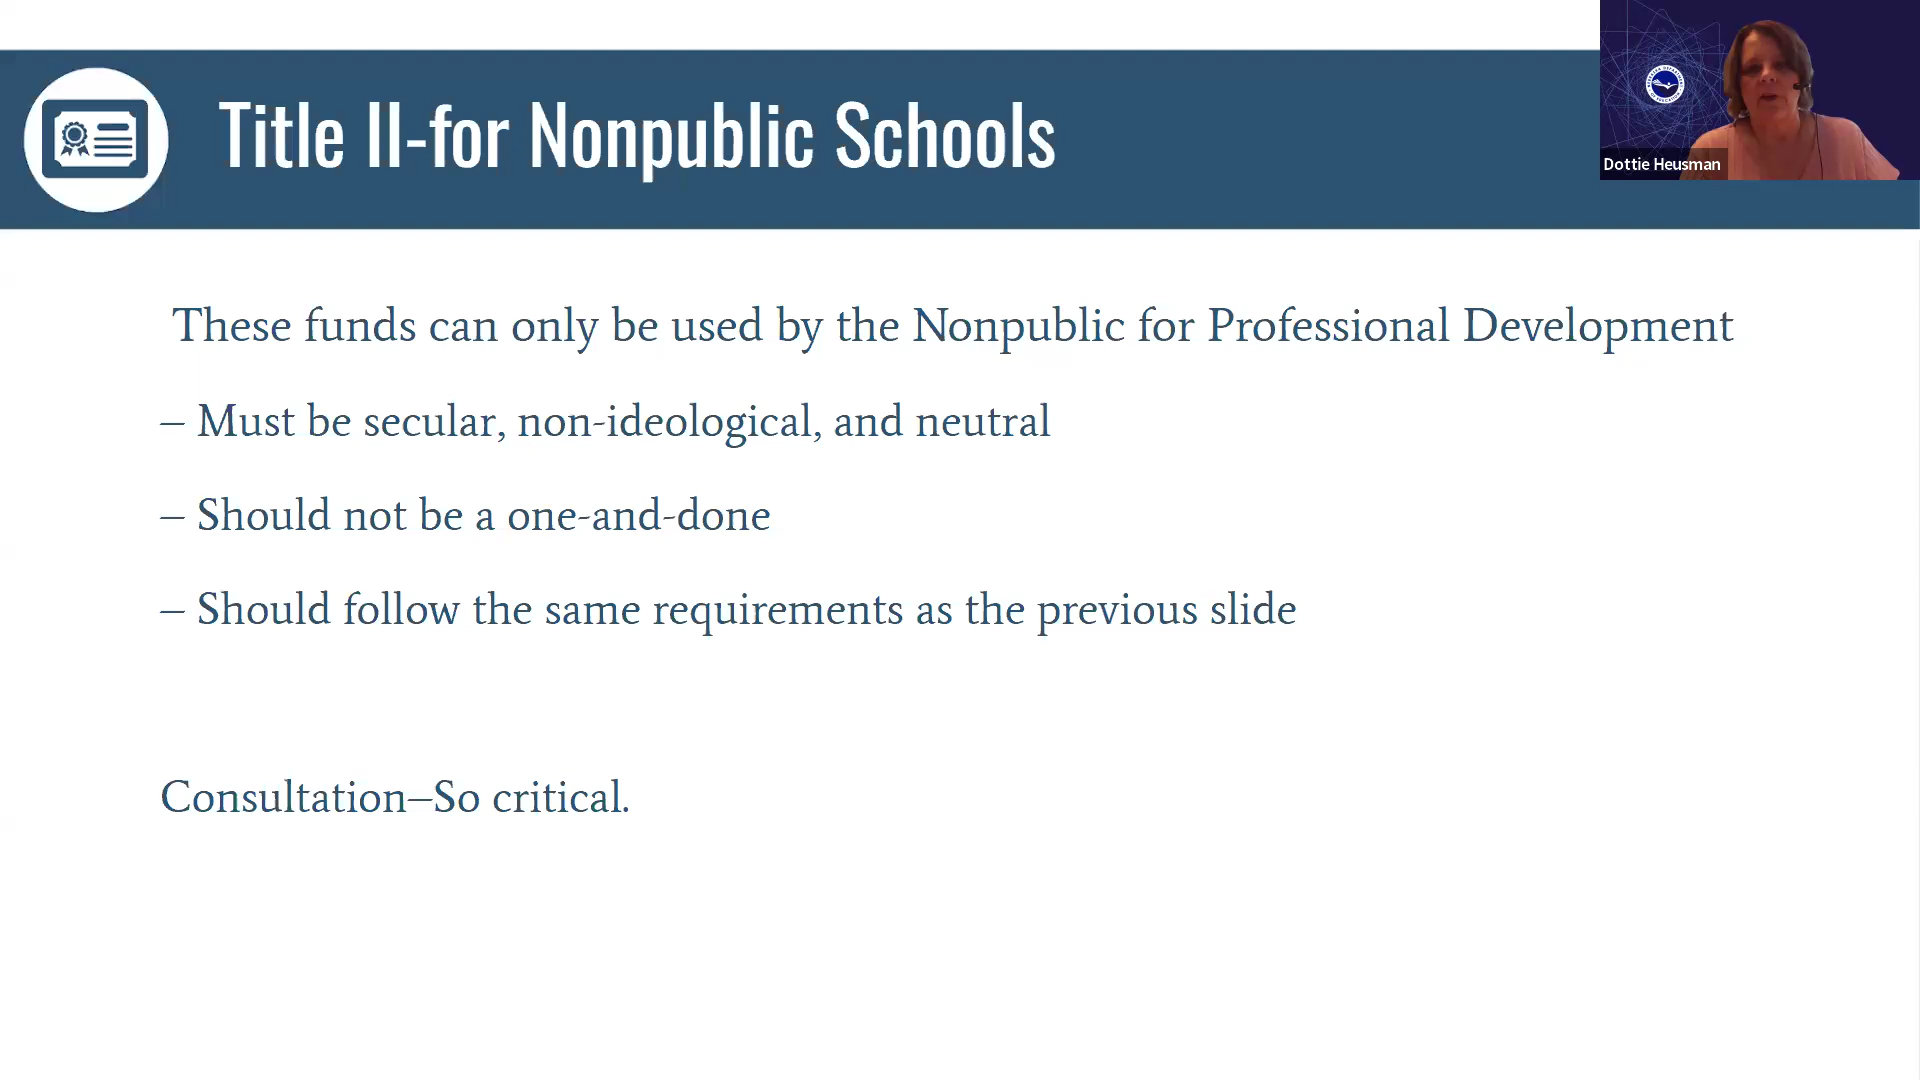 Title II-for Nonpublic Schools
Dottie Heusman
These funds can only be used by the Nonpublic for Professional Development
– Must be secular, non-ideological, and neutral
– Should not be a one-and-done
– Should follow the same requirements as the previous slide
Consultation–So critical.